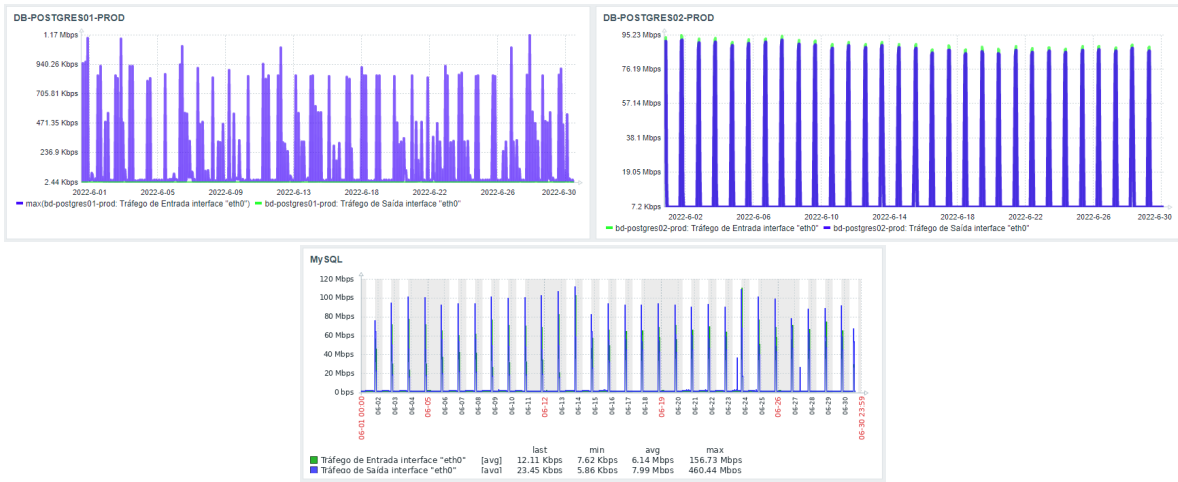 DB-POSTGRES01-PROD
1.17 Mbps
940.26 Kbps
705.81 Kbps
471.35 Kbps
236.9 Kbps
2.44 Kbps
2022-6-01 2022-6-05 2022-6-09 2022-6-13 2022-6-18 2022-6-22 2022-6-26 2022-6-30
max(bd-postgres01-prod: Tráfego de Entrada interface "eth0") bd-postgres01-prod: Tráfego de Saída interface "eth0"
DB-POSTGRES02-PROD
95.23 Mbps
76.19 Mbps
57.14 Mbps
38.1 Mbps
19.05 Mbps
7.2 Kbps
2022-6-02 2022-6-06 2022-6-10 2022-6-14 2022-6-18 2022-6-22 2022-6-26 2022-6-30
bd-postgres02-prod: Tráfego de Entrada interface "eth0" bd-postgres02-prod: Tráfego de Saída interface "eth0"
MySQL
120 Mbps
100 Mbps
80 Mbps
60 Mbps
40 Mbps
20 Mbps
0 bps
06-01 00:00 06-02 06-03 06-04 06-05 06-06 06-07 06-08 06-09 06-10 06-11 06-12 06-13 06-14 06-15 06-16 06-17 06-18 06-19 06-20 06-21 06-22 06-23 06-24 06-25 06-26 06-27 06-28 06-29 06-30 06-30 23:59
last min avg max
Tráfego de Entrada interface "eth0" [avg] 12.11 Kbps 7.62 Kbps 6.14 Mbps 156.73 Mbps
Tráfego de Saída interface "eth0" [avg] 23.45 Kbps 5.86 Kbps 7.99 Mbps 460.44 Mbps